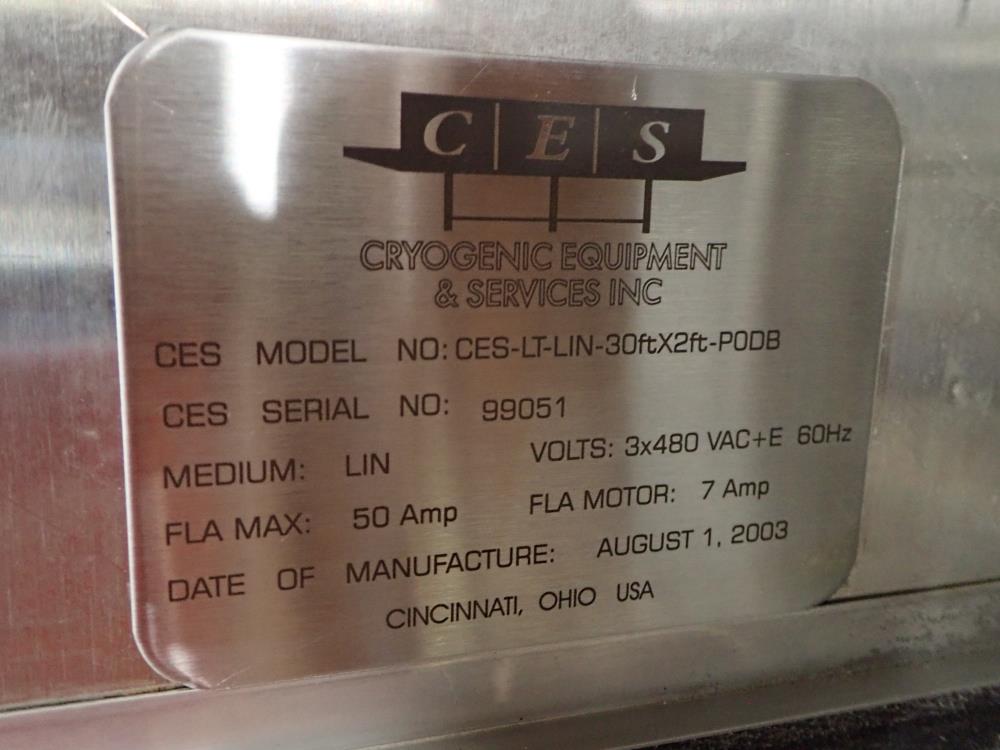 C E S
CRYOGENIC EQUIPMENT
& SERVICES INC
CES MODEL NO: CES-LT-LIN-30ftX2ft-PODB
CES SERIAL NO: 99051
MEDIUM: LIN VOLTS: 3x480 VAC+E 60Hz
FLA MAX: 50 Amp FLA MOTOR: 7 Amp
DATE OF MANUFACTURE: AUGUST 1, 2003
CINCINNATI, OHIO USA